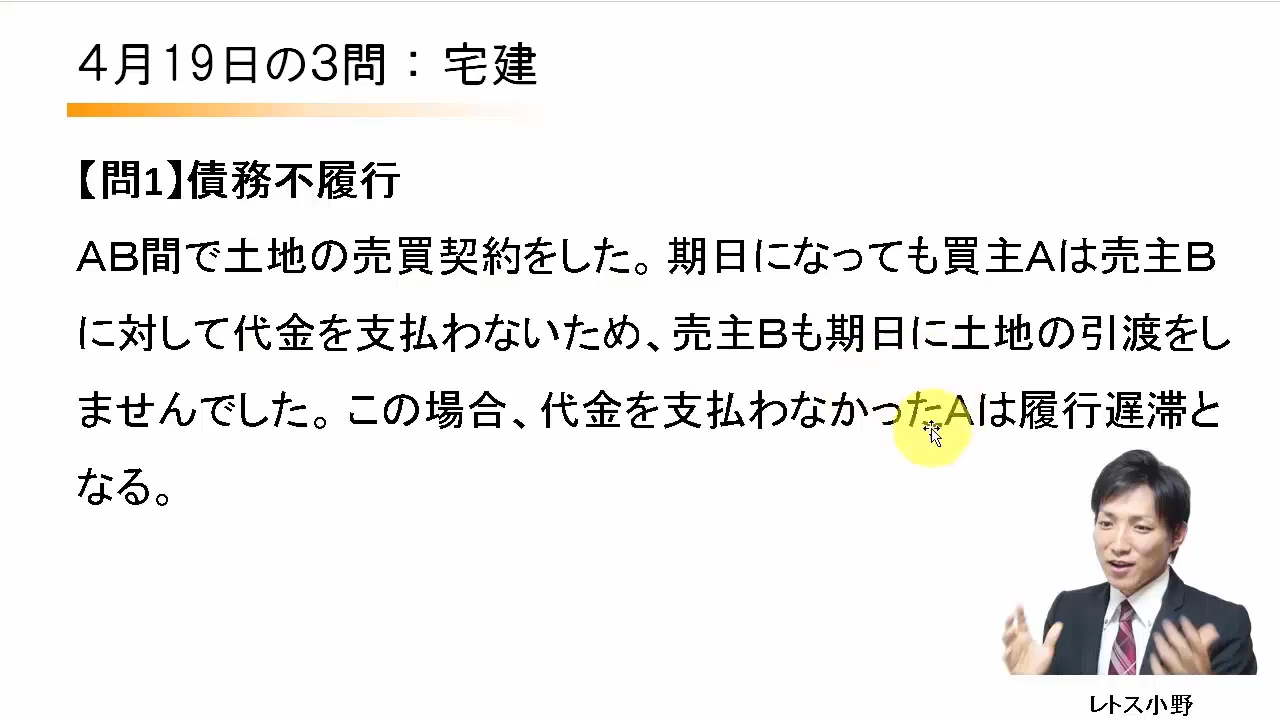 ４月１９日の３問：宅建
【問1】債務不履行
ＡＢ間で土地の売買契約をした。期日になっても買主Ａは売主Ｂ
に対して代金を支払わないため、売主Ｂも期日に土地の引渡をし
ませんでした。この場合、代金を支払わなかったＡは履行遅滞と
なる。
レトス小野